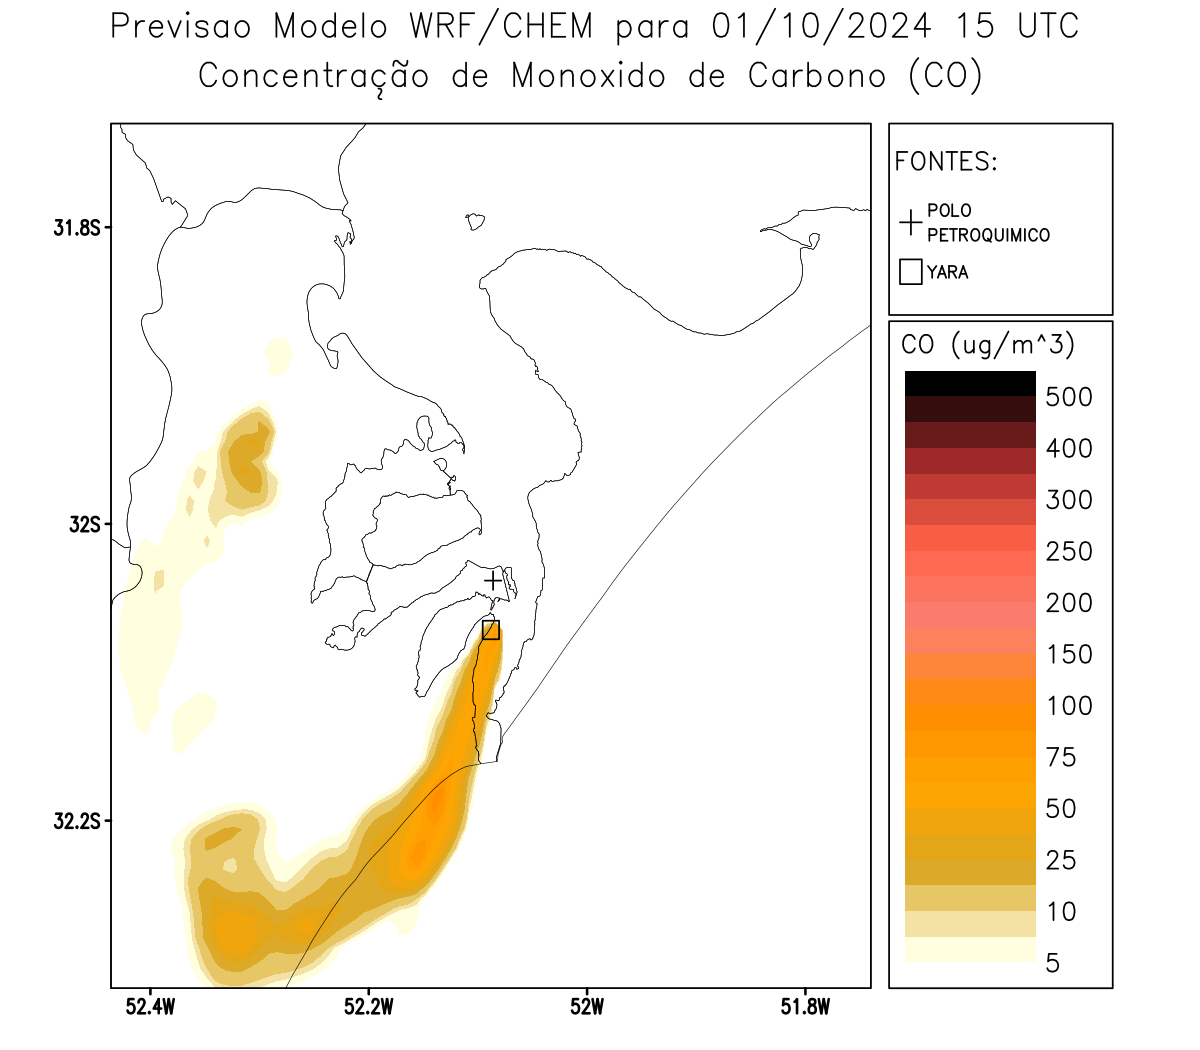 Previsao Modelo WRF/CHEM para 01/10/2024 15 UTC
Concentração de Monoxido de Carbono (CO)
FONTES:
POLO
PETROQUIMICO
YARA
CO (ug/m^3)
500
400
300
250
200
150
100
75
50
25
10
5
31.8S
32S
32.2S
52.4W
52.2W
52W
51.8W